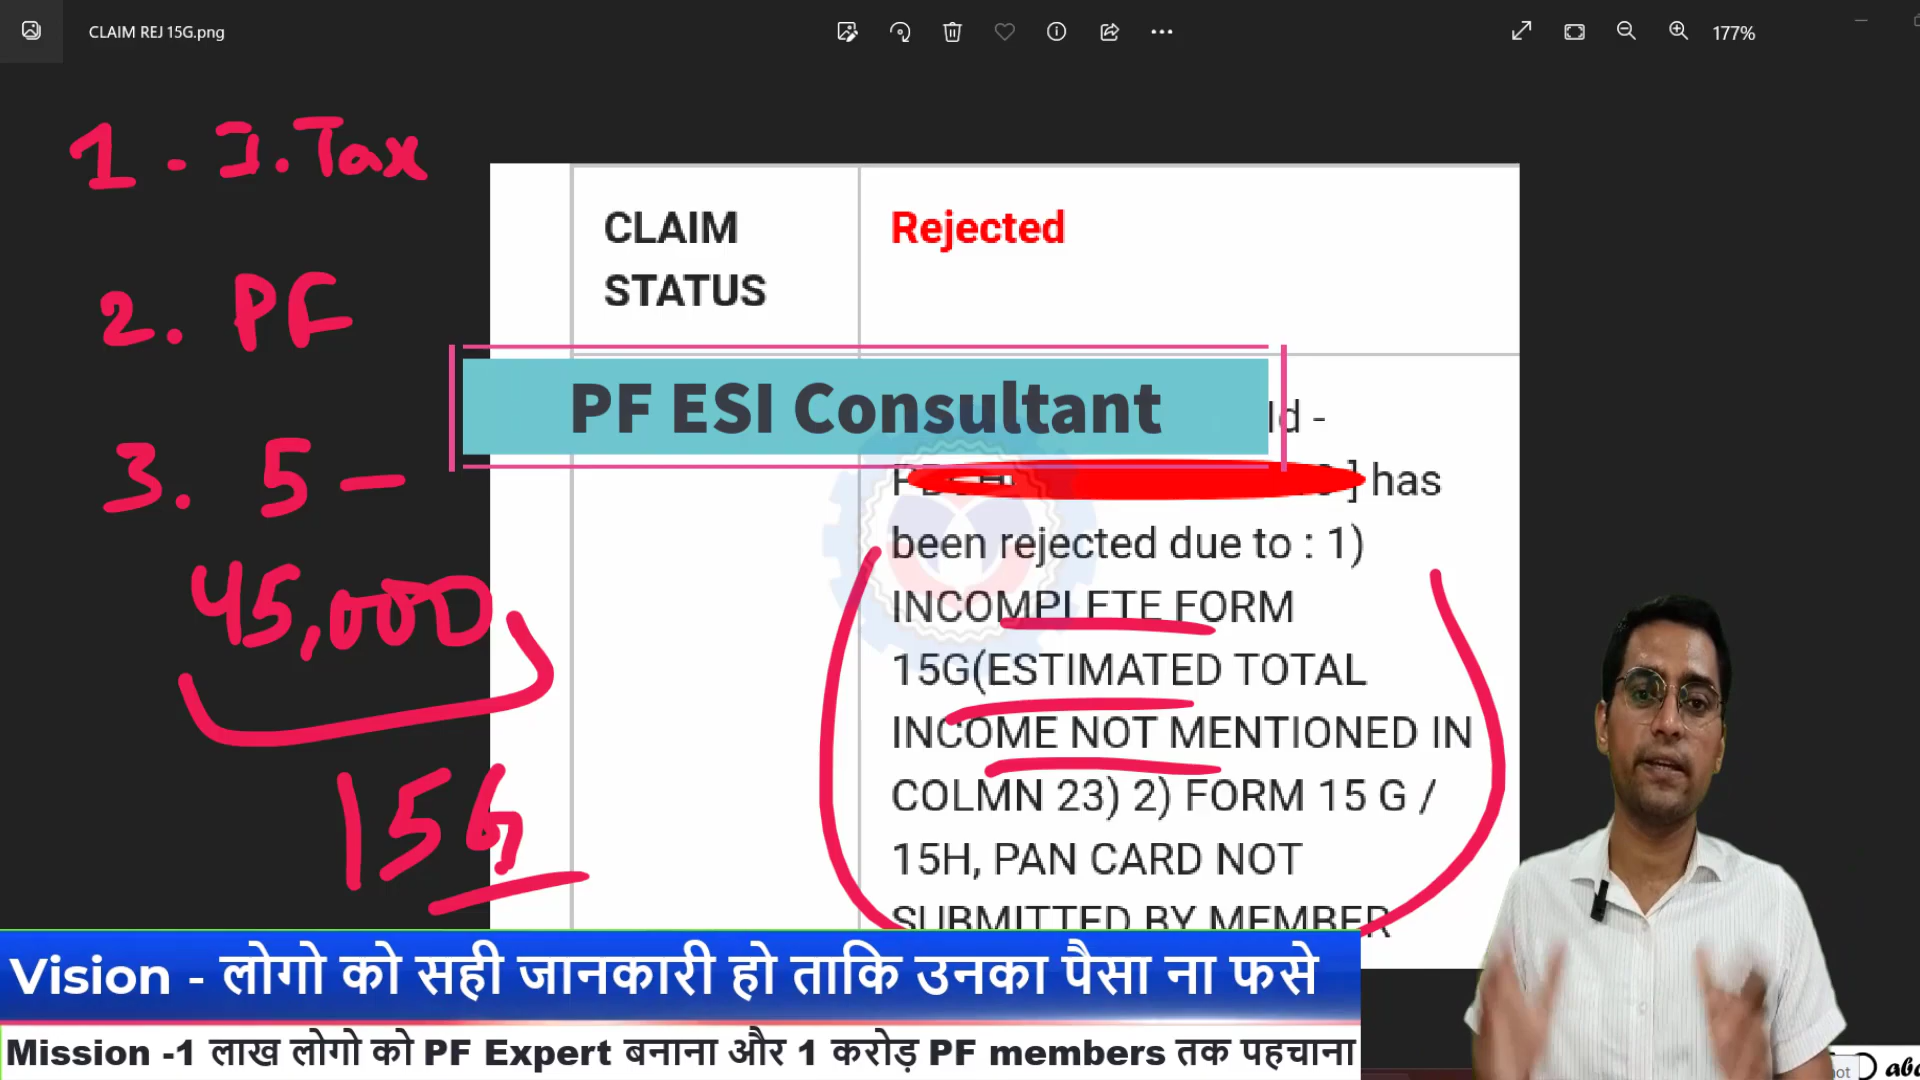 CLAIM REJ 15G.png
177%
1 - I. Tax
2. PF
3. 5 -
45,000
15G
CLAIM
STATUS
Rejected
PF ESI Consultant
Id -
] has
been rejected due to : 1)
INCOMPLETE FORM
15G(ESTIMATED TOTAL
INCOME NOT MENTIONED IN
COLMN 23) 2) FORM 15 G /
15H, PAN CARD NOT
SUBMITTED BY MEMBER
Vision - लोगो को सही जानकारी हो ताकि उनका पैसा ना फसे
Mission -1 लाख लोगो को PF Expert बनाना और 1 करोड़ PF members तक पहचाना